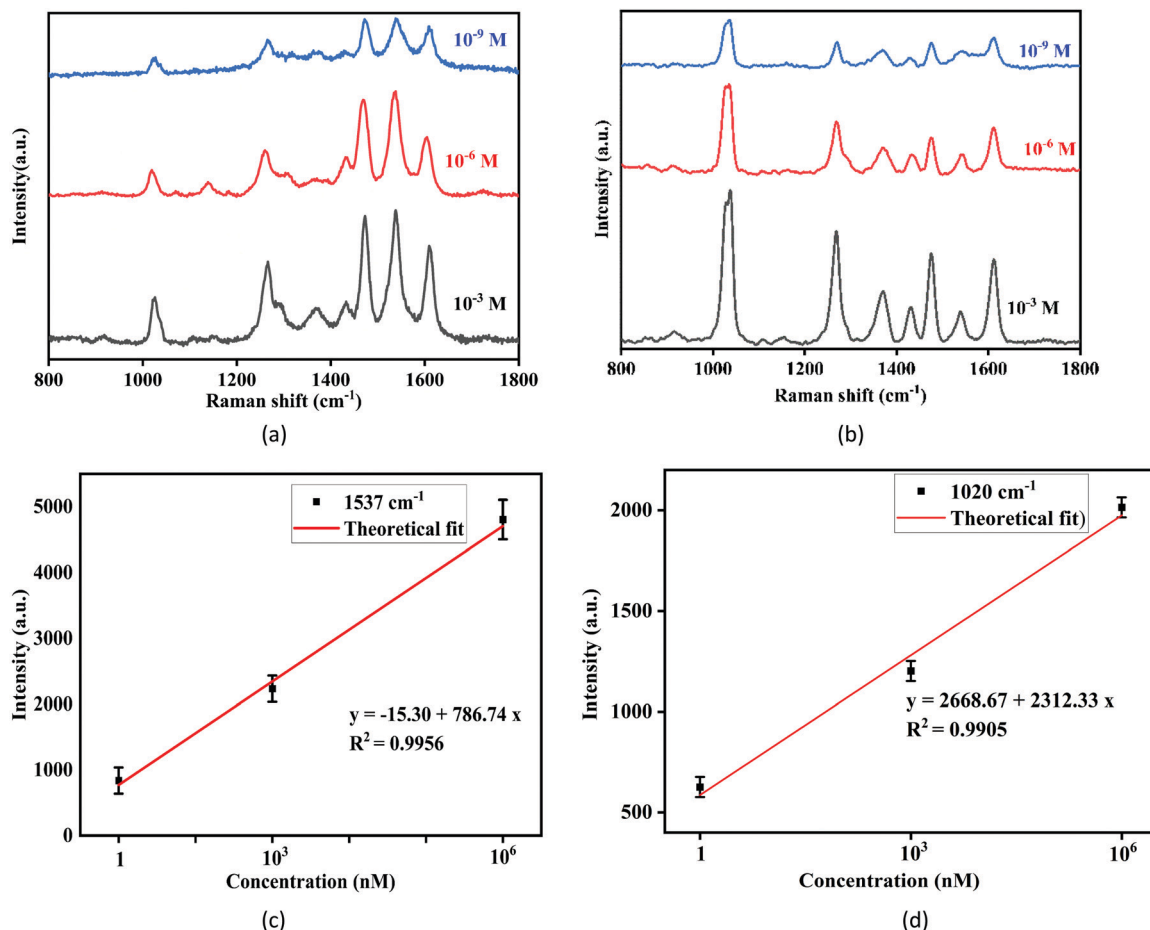 Intensity(a.u.)
10⁻⁹ M
10⁻⁶ M
10⁻³ M
800 1000 1200 1400 1600 1800
Raman shift (cm⁻¹)
(a)
Intensity (a.u.)
10⁻⁹ M
10⁻⁶ M
10⁻³ M
800 1000 1200 1400 1600 1800
Raman shift (cm⁻¹)
(b)
Intensity (a.u.)
5000
4000
3000
2000
1000
0
1537 cm⁻¹
Theoretical fit
y = -15.30 + 786.74 x
R² = 0.9956
1 10³ 10⁶
Concentration (nM)
(c)
Intensity (a.u.)
2000
1500
1000
500
1020 cm⁻¹
Theoretical fit)
y = 2668.67 + 2312.33 x
R² = 0.9905
1 10³ 10⁶
Concentration (nM)
(d)